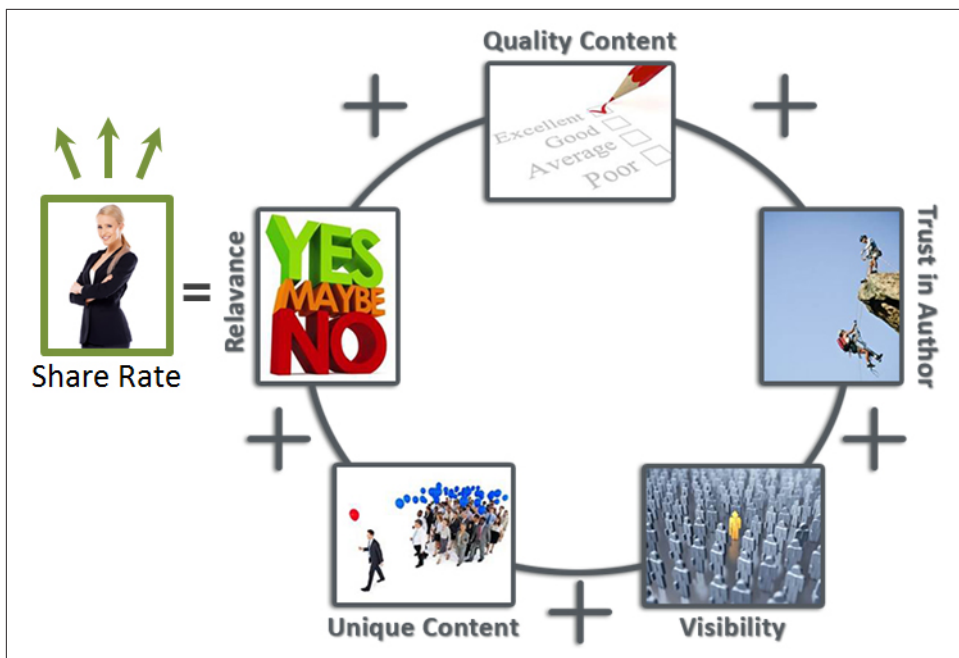 Quality Content
Excellent
Good
Average
Poor
Trust in Author
Relavance
YES
MAYBE
NO
=
Share Rate
Unique Content
Visibility